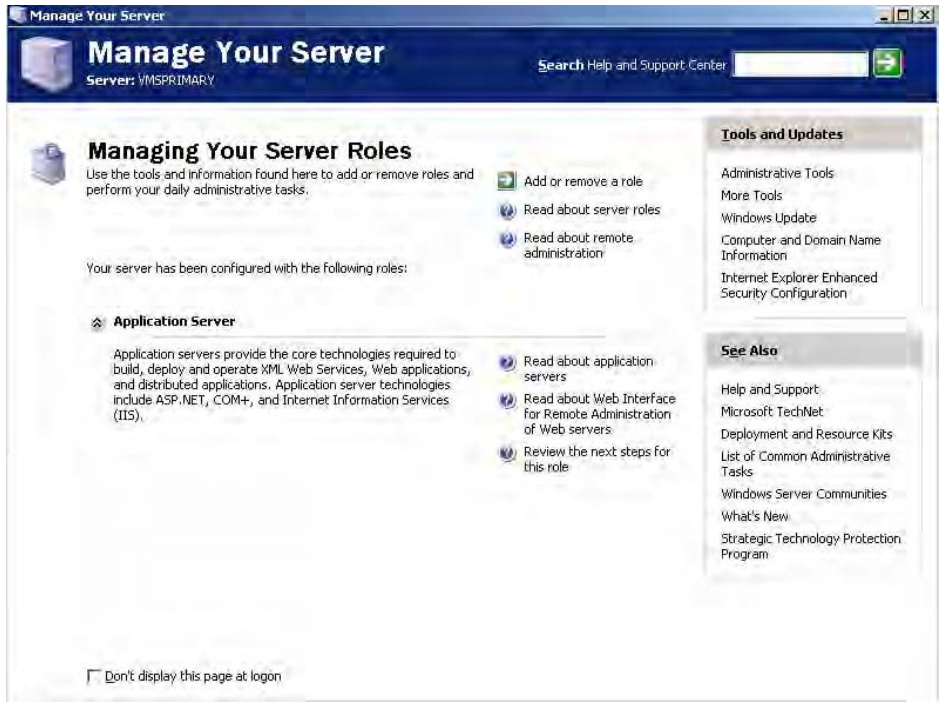 Manage Your Server
Manage Your Server
Server: VMSPRIMARY
Search Help and Support Center
Managing Your Server Roles
Use the tools and information found here to add or remove roles and
perform your daily administrative tasks.
Add or remove a role
Read about server roles
Read about remote
administration
Your server has been configured with the following roles:
Application Server
Application servers provide the core technologies required to
build, deploy and operate XML Web Services, Web applications,
and distributed applications. Application server technologies
include ASP.NET, COM+, and Internet Information Services
(IIS).
Read about application
servers
Read about Web Interface
for Remote Administration
of Web servers
Review the next steps for
this role
Tools and Updates
Administrative Tools
More Tools
Windows Update
Computer and Domain Name
Information
Internet Explorer Enhanced
Security Configuration
See Also
Help and Support
Microsoft TechNet
Deployment and Resource Kits
List of Common Administrative
Tasks
Windows Server Communities
What's New
Strategic Technology Protection
Program
Don't display this page at logon